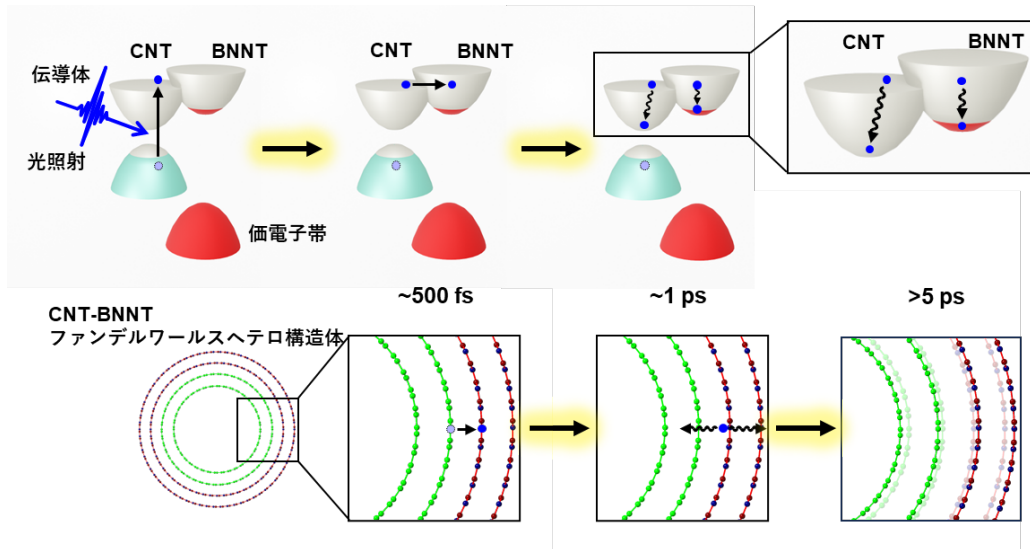 CNT BNNT
伝導体
光照射
価電子帯
CNT BNNT
CNT BNNT
~500 fs
~1 ps
>5 ps
CNT-BNNT
ファンデルワールスヘテロ構造体